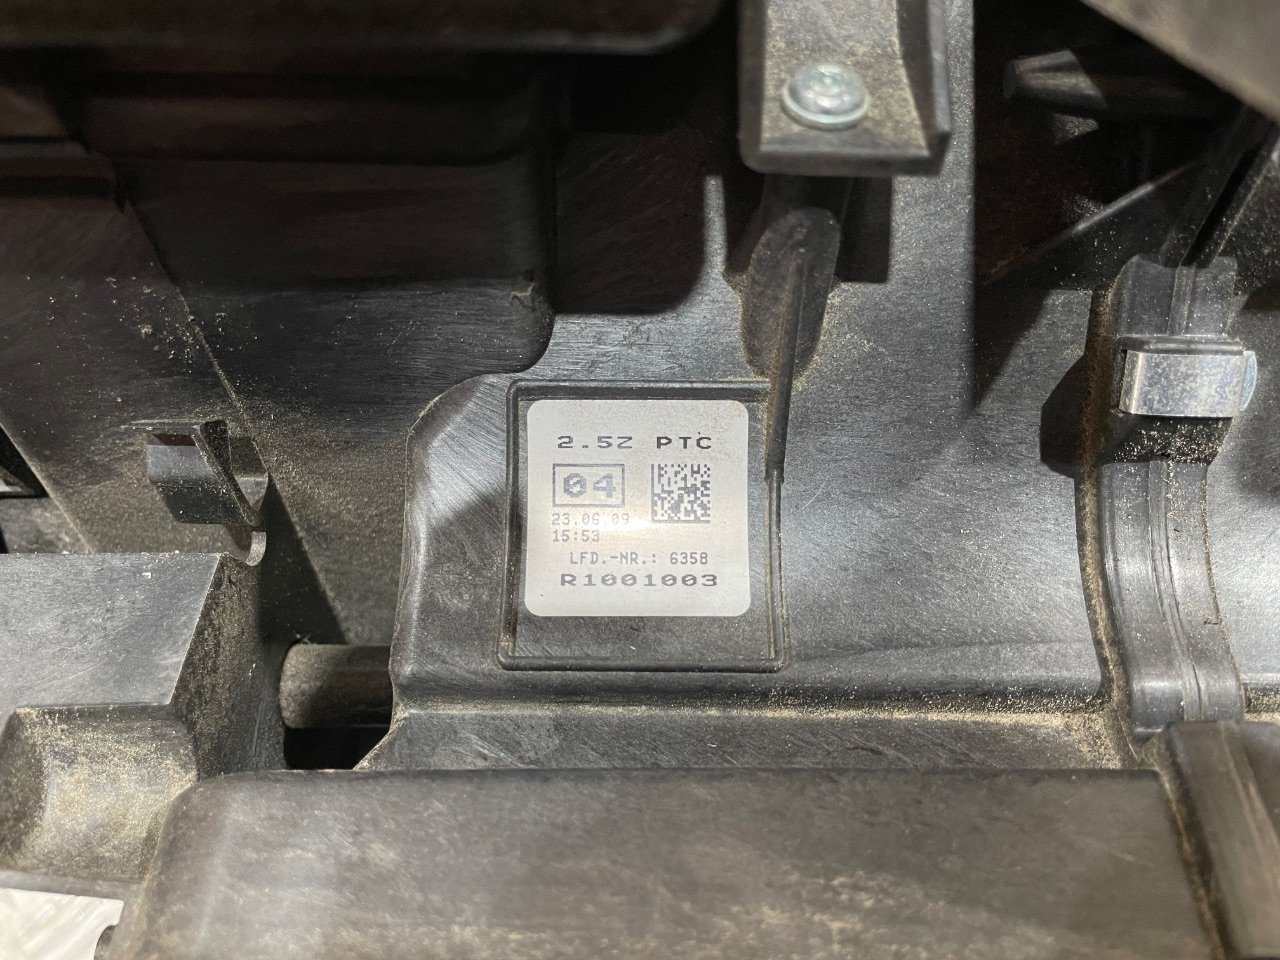 2.5Z PTC
04
23.06.09
15:53
LFD.-NR.: 6358
R1001003